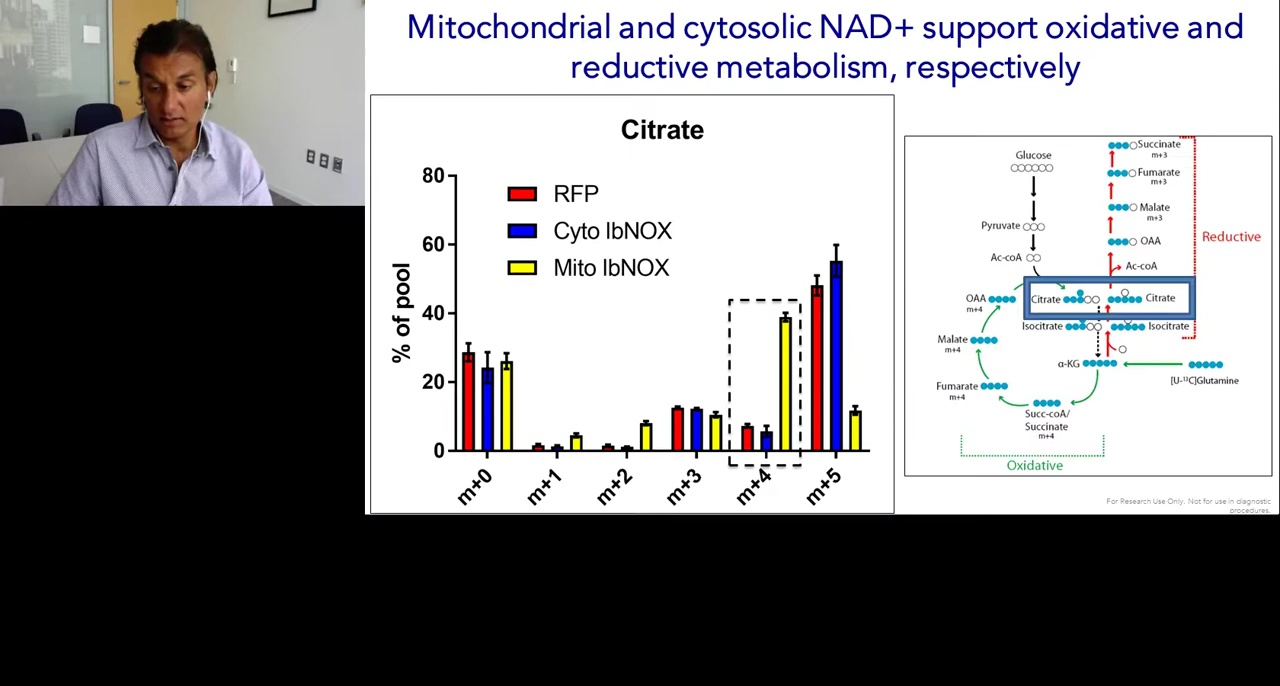 Mitochondrial and cytosolic NAD+ support oxidative and
reductive metabolism, respectively
Citrate
RFP
Cyto lbNOX
Mito lbNOX
% of pool
80
60
40
20
0
m+0
m+1
m+2
m+3
m+4
m+5
Glucose
Pyruvate
Ac-coA
OAA
m+4
Citrate
Isocitrate
Malate
m+4
α-KG
Fumarate
m+4
Succ-coA/
Succinate
m+4
Oxidative
Succinate
m+3
Fumarate
m+3
Malate
m+3
OAA
Ac-coA
Citrate
Isocitrate
[U-¹³C]Glutamine
Reductive
For Research Use Only. Not for use in diagnostic
procedures.